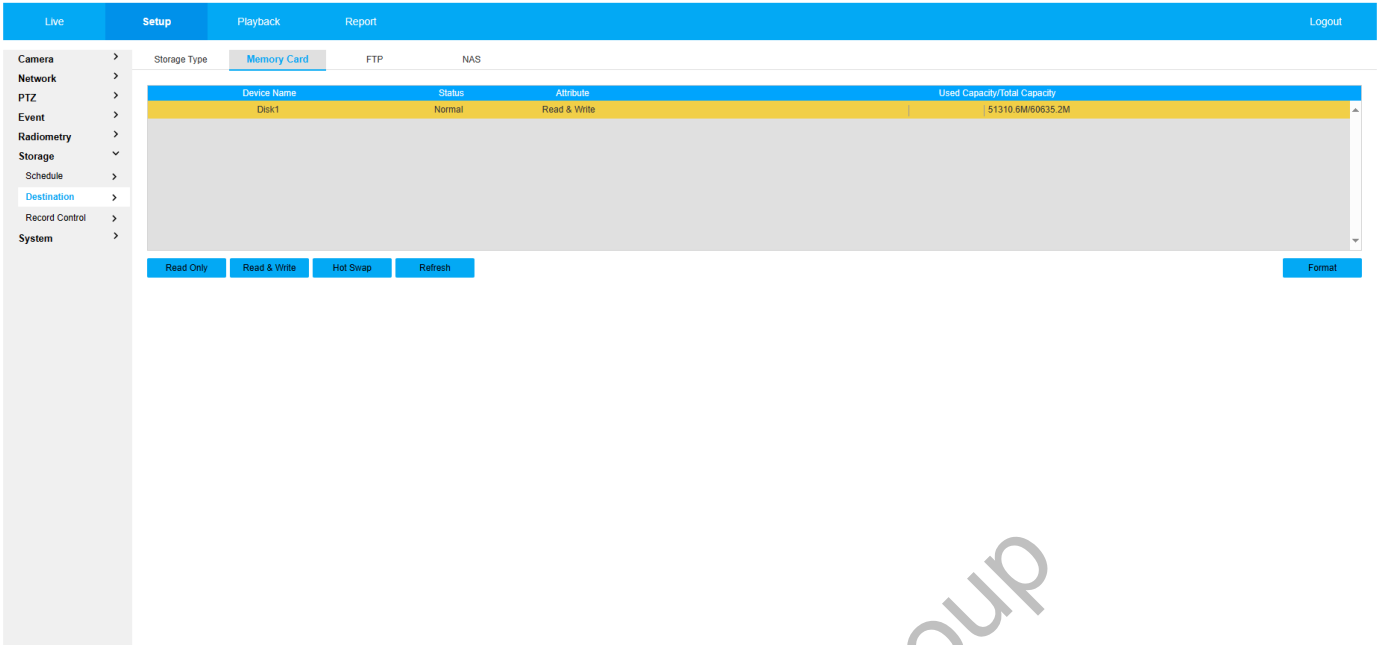 Live Setup Playback Report Logout
Camera
Network
PTZ
Event
Radiometry
Storage
Schedule
Destination
Record Control
System
Storage Type Memory Card FTP NAS
Device Name Status Attribute Used Capacity/Total Capacity
Disk1 Normal Read & Write 51310.6M/60635.2M
Read Only Read & Write Hot Swap Refresh Format
oup